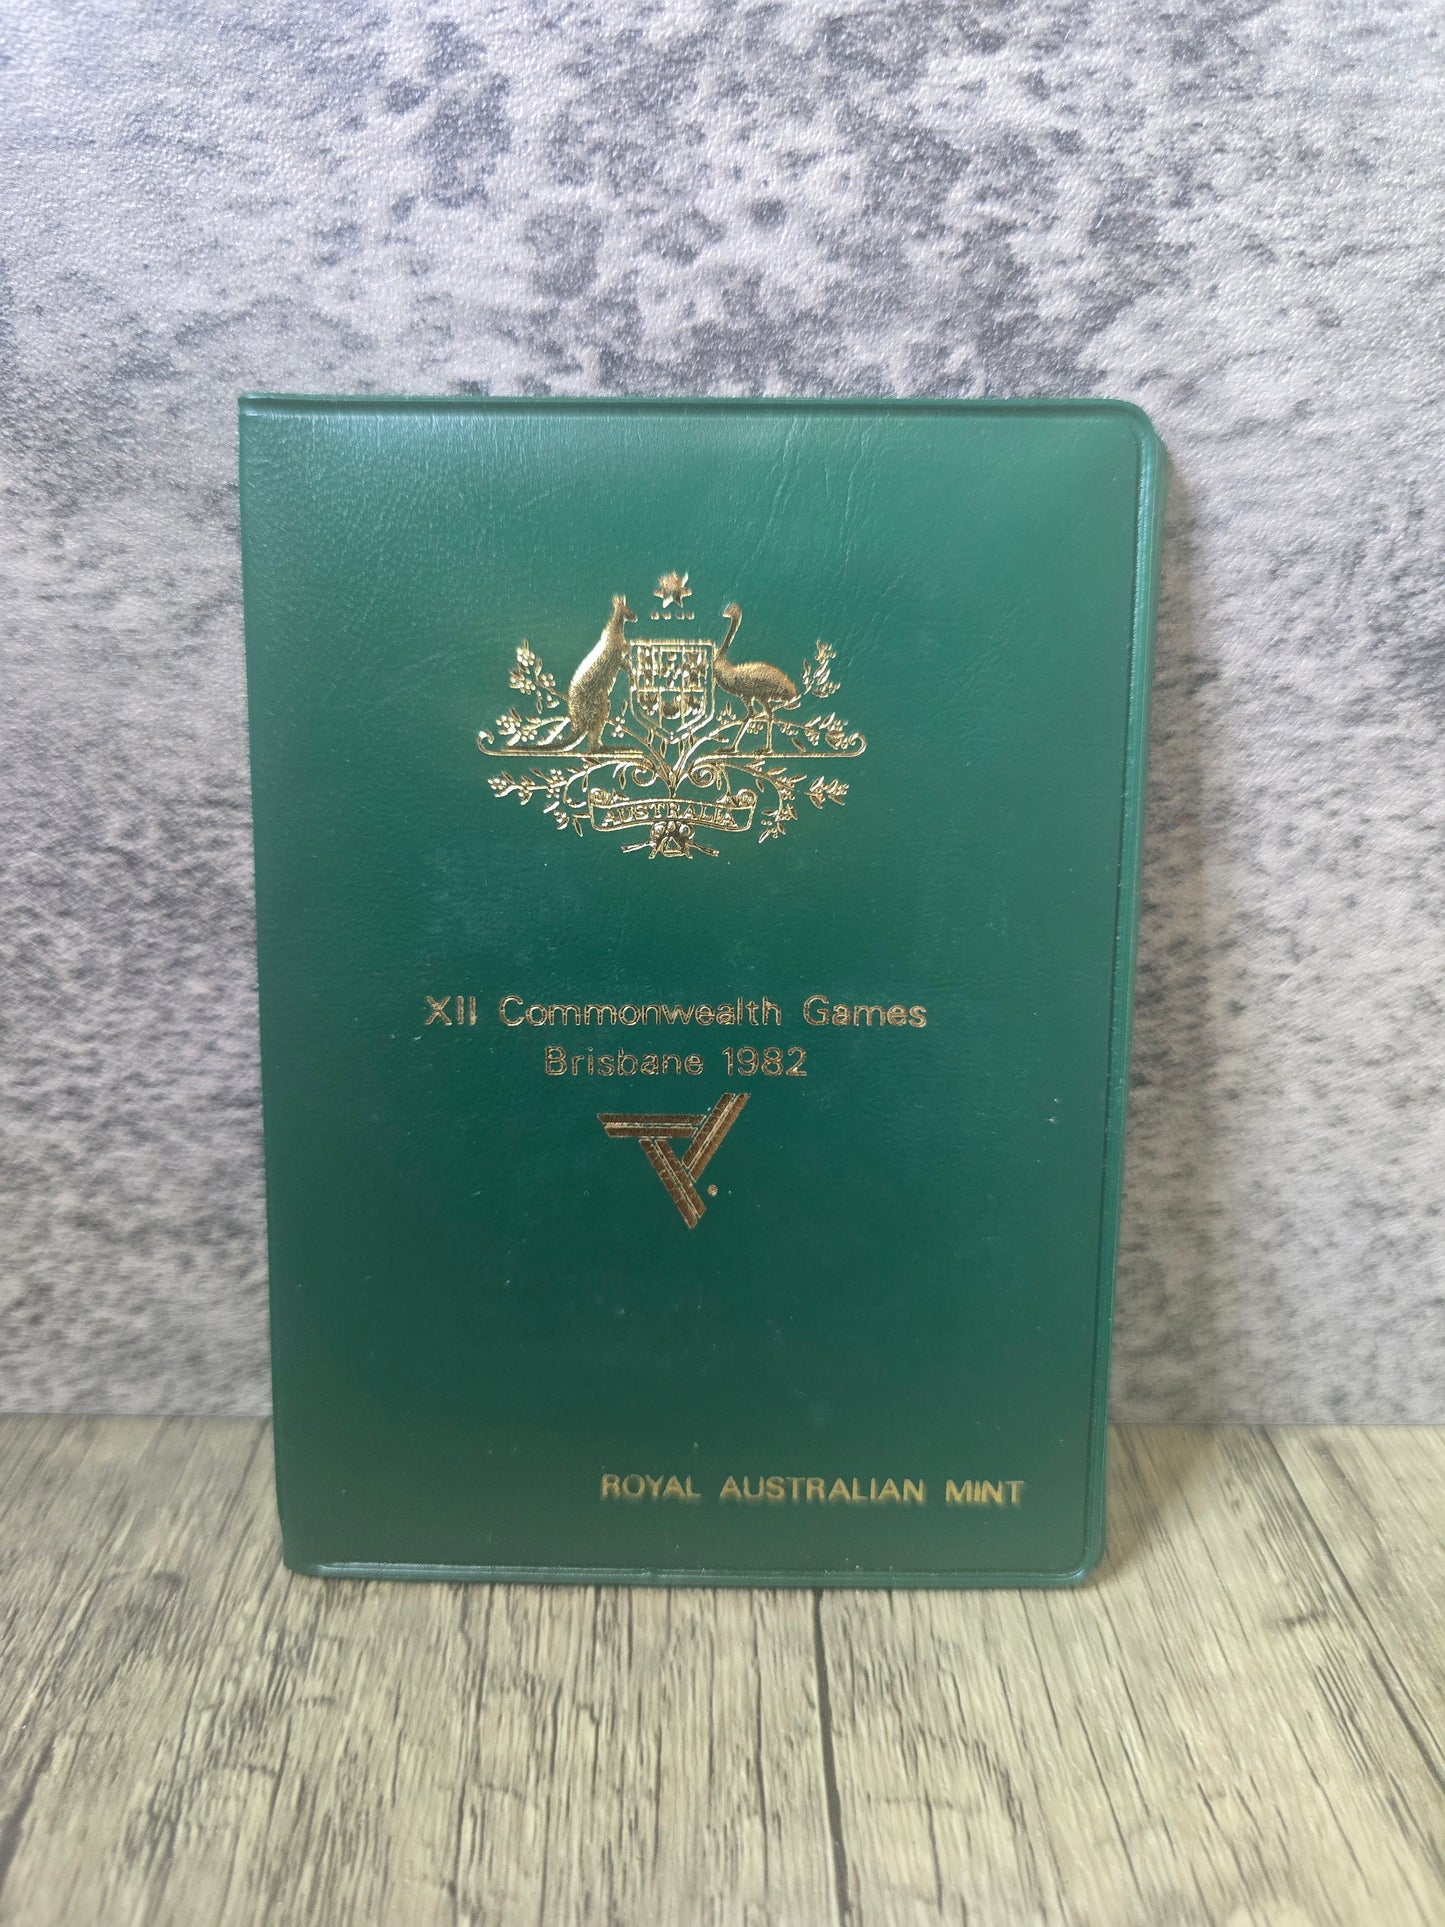 AUSTRALIA
XII Commonwealth Games
Brisbane 1982
ROYAL AUSTRALIAN MINT